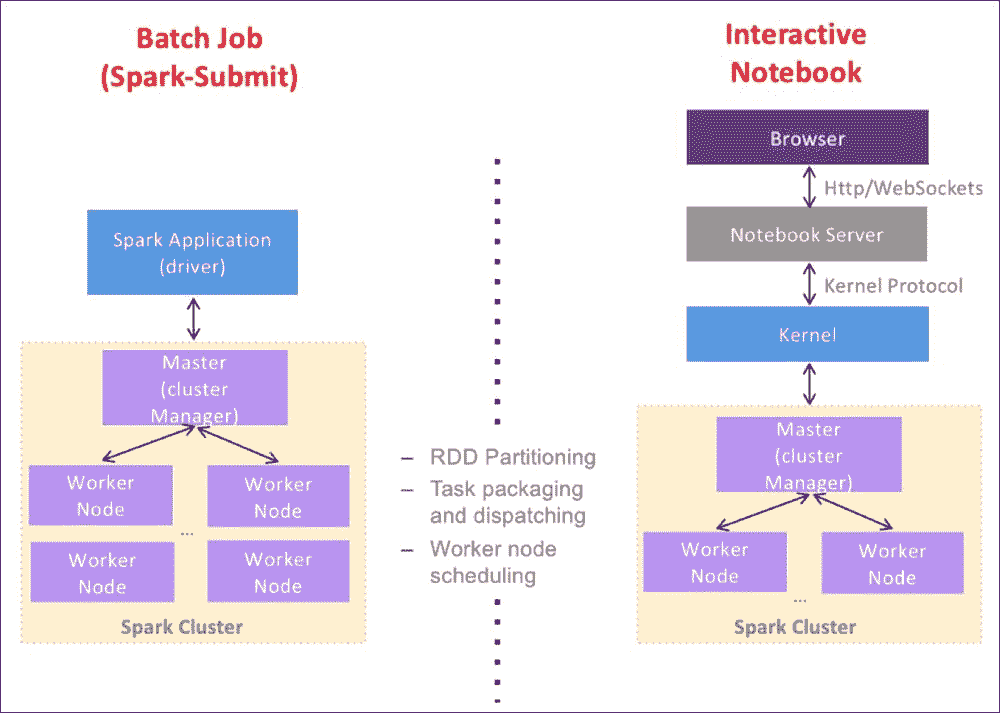 Batch Job
(Spark-Submit)
Spark Application
(driver)
Master
(cluster
Manager)
Worker
Node
Worker
Node
...
Worker
Node
Worker
Node
Spark Cluster
– RDD Partitioning
– Task packaging
and dispatching
– Worker node
scheduling
Interactive
Notebook
Browser
Http/WebSockets
Notebook Server
Kernel Protocol
Kernel
Master
(cluster
Manager)
Worker
Node
Worker
Node
...
Spark Cluster